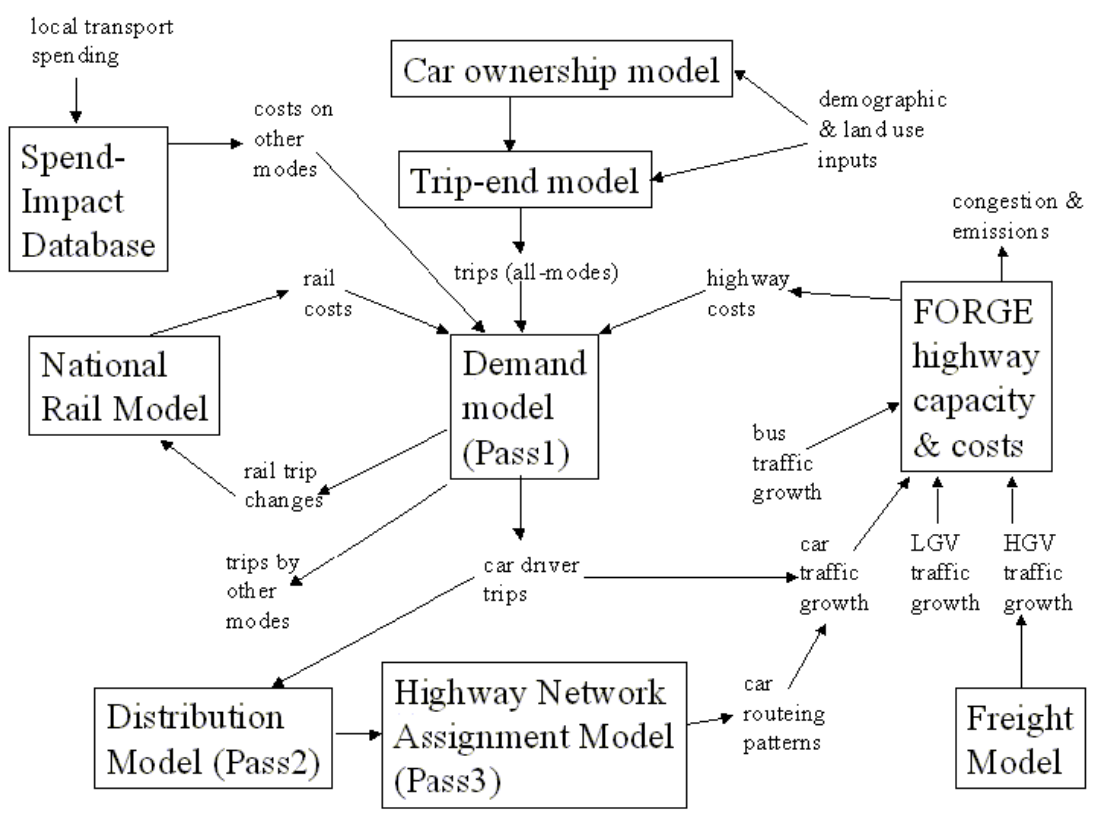 local transport
spending
Car ownership model
demographic
& land use
inputs
costs on
other
modes
Spend-
Impact
Database
Trip-end model
congestion &
emissions
trips (all-modes)
rail
costs
highway
costs
FORGE
highway
capacity
& costs
National
Rail Model
Demand
model
(Pass1)
bus
traffic
growth
rail trip
changes
trips by
other
modes
car driver
trips
car
traffic
growth
LGV
traffic
growth
HGV
traffic
growth
Distribution
Model (Pass2)
Highway Network
Assignment Model
(Pass3)
car
routeing
patterns
Freight
Model